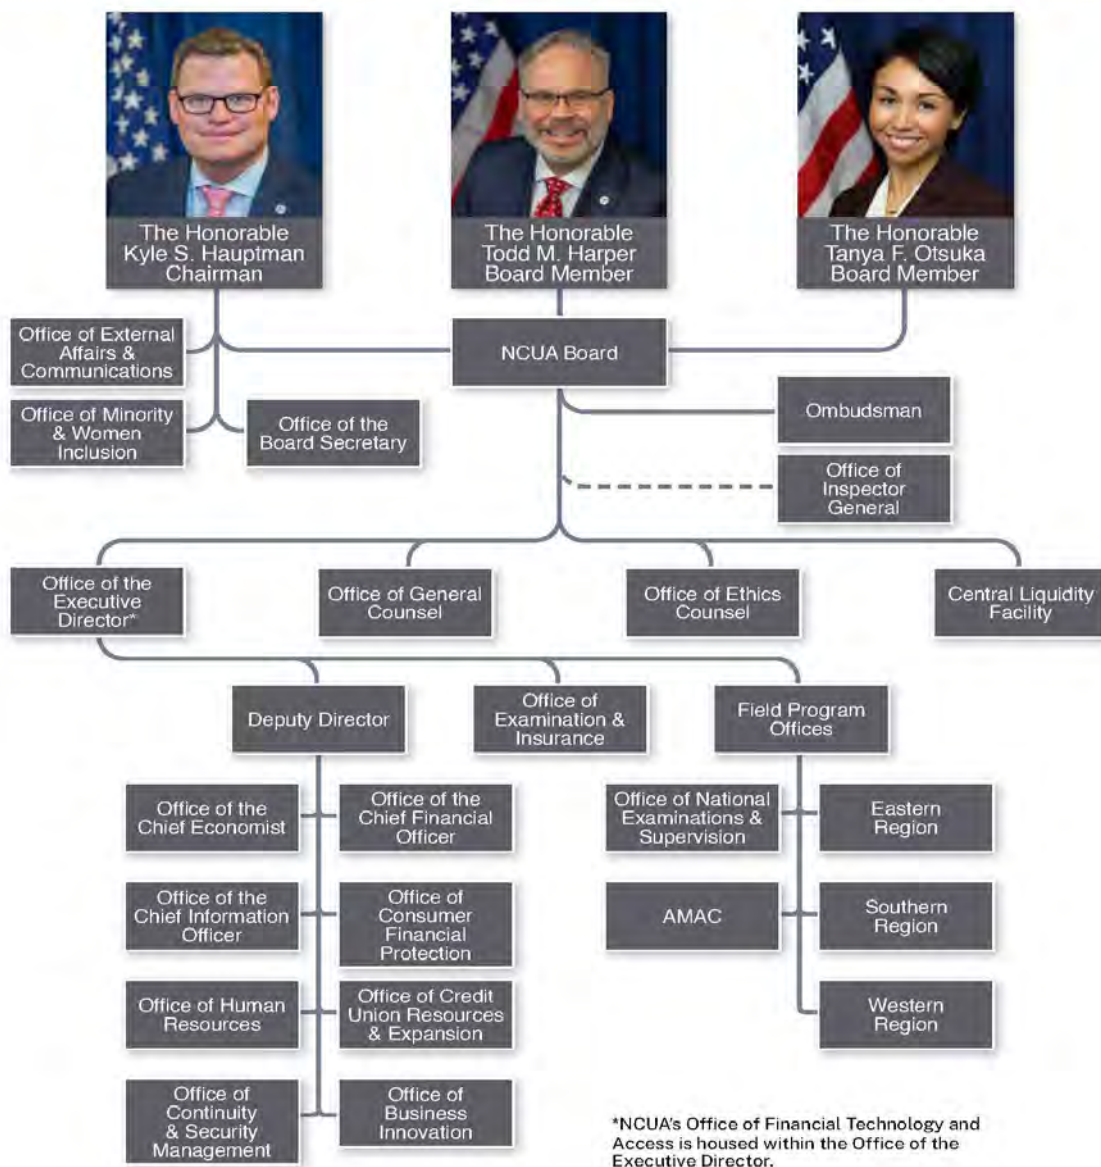 The Honorable
Kyle S. Hauptman
Chairman
The Honorable
Todd M. Harper
Board Member
The Honorable
Tanya F. Otsuka
Board Member
Office of External
Affairs &
Communications
NCUA Board
Office of Minority
& Women
Inclusion
Office of the
Board Secretary
Ombudsman
Office of
Inspector
General
Office of the
Executive
Director*
Office of General
Counsel
Office of Ethics
Counsel
Central Liquidity
Facility
Deputy Director
Office of
Examination &
Insurance
Field Program
Offices
Office of the
Chief Economist
Office of the
Chief Financial
Officer
Office of National
Examinations &
Supervision
Eastern
Region
Office of the
Chief Information
Officer
Office of
Consumer
Financial
Protection
AMAC
Southern
Region
Office of Human
Resources
Office of Credit
Union Resources
& Expansion
Western
Region
Office of
Continuity
& Security
Management
Office of
Business
Innovation
*NCUA's Office of Financial Technology and
Access is housed within the Office of the
Executive Director.